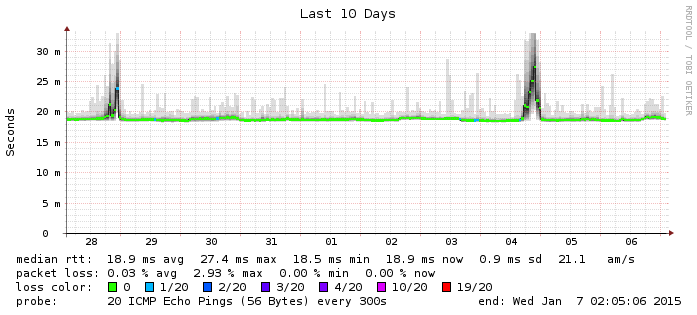 Last 10 Days
RRDTOOL / TOBI OETIKER
Seconds
30 m
25 m
20 m
15 m
10 m
5 m
0
28 29 30 31 01 02 03 04 05 06
median rtt: 18.9 ms avg 27.4 ms max 18.5 ms min 18.9 ms now 0.9 ms sd 21.1 am/s
packet loss: 0.03 % avg 2.93 % max 0.00 % min 0.00 % now
loss color: 0 1/20 2/20 3/20 4/20 10/20 19/20
probe: 20 ICMP Echo Pings (56 Bytes) every 300s end: Wed Jan 7 02:05:06 2015